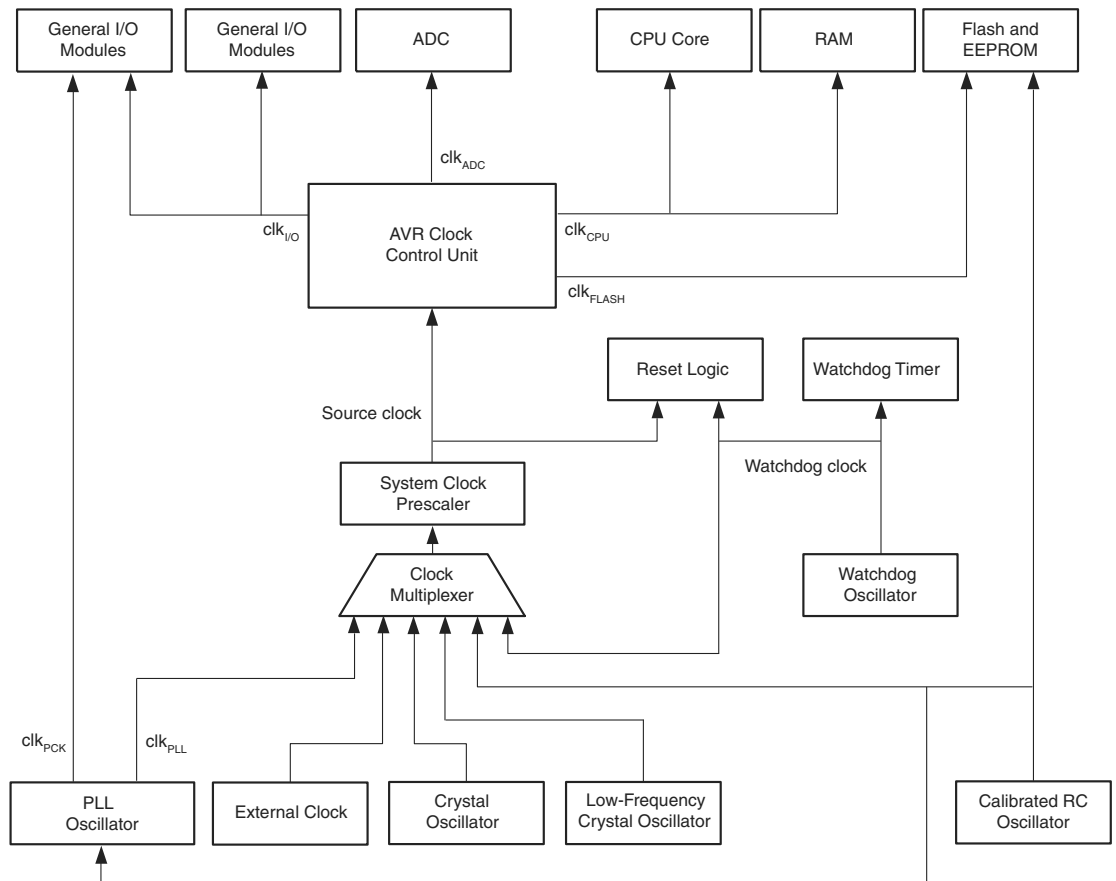 General I/O
Modules
General I/O
Modules
ADC
CPU Core
RAM
Flash and
EEPROM
clkADC
clkI/O
AVR Clock
Control Unit
clkCPU
clkFLASH
Reset Logic
Watchdog Timer
Source clock
Watchdog clock
System Clock
Prescaler
Clock
Multiplexer
Watchdog
Oscillator
clkPCK
clkPLL
PLL
Oscillator
External Clock
Crystal
Oscillator
Low-Frequency
Crystal Oscillator
Calibrated RC
Oscillator